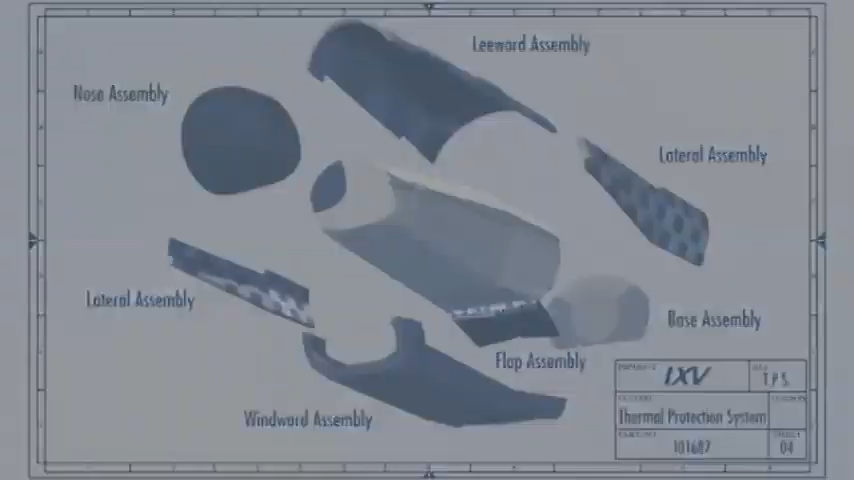 Leeward Assembly
Nose Assembly
Lateral Assembly
Lateral Assembly
Base Assembly
Flap Assembly
Windward Assembly
IXV
T.P.S.
Thermal Protection System
101687
04